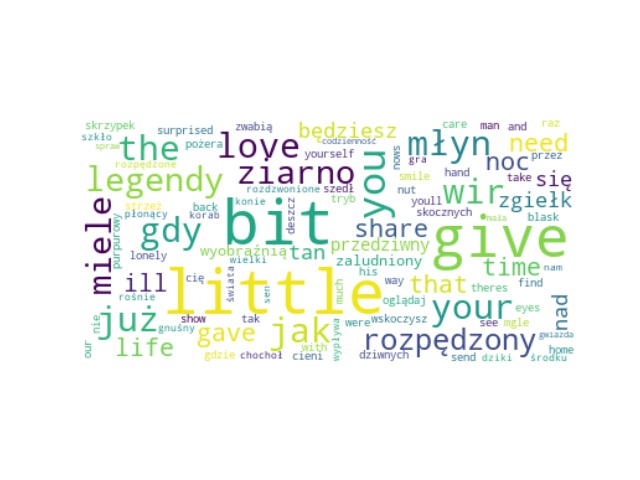 skrzypek surprised zwabią będziesz care man and raz
szkło spraw the pożera love codzienność yourself młyn need
rozpędzone ziarno you nows gra noc przez
legendy rozdzwonione szedł smile hand take się
miele strzez konie tryb nut youll wir zgiełk
płonący korab back bit deszcz skocznych blask
purpurowy gdy share mała
lonely wyobraźnią tan przedziwny give
wielki zaludniony time nam
ill cię świata his way that theres find
rośnie little sen much oglądaj your eyes nad
już nie show tak were wskoczysz see mgle
gnuśny gave jak rozpędzony gwiazda
our life gdzie chochoł with cieni wypływa dziwnych send dziki środku home